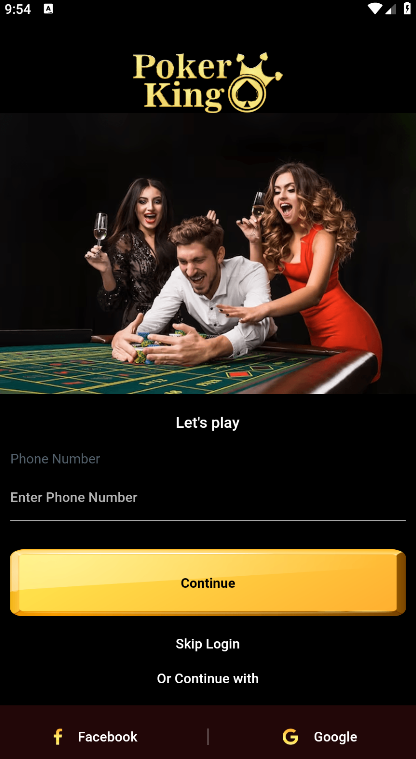 9:54
A
Poker
King
Let's play
Phone Number
Enter Phone Number
Continue
Skip Login
Or Continue with
Facebook | Google